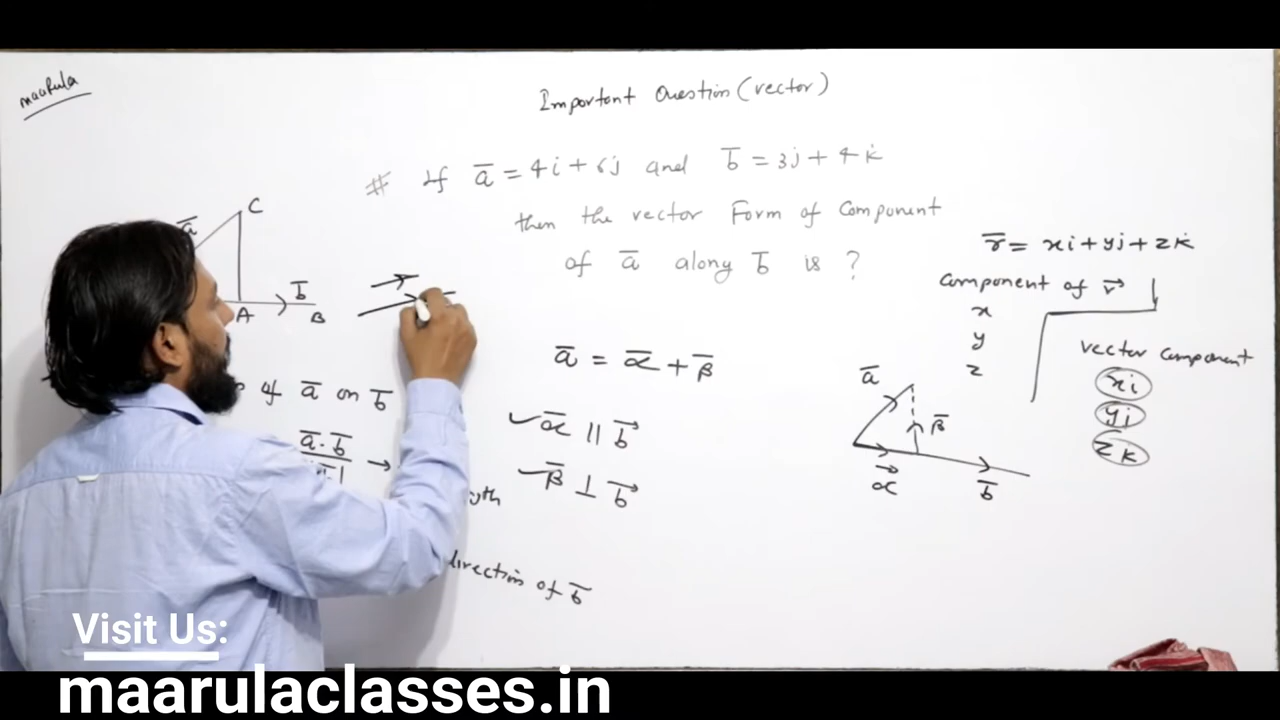 maarula
Important Question (vector)
# If a̅ = 4i + 6j and b̅ = 3j + 4k
then the vector Form of Component
of a̅ along b̅ is ?
a̅
C
b̅
A
B
of a̅ on b̅
a̅ . b̅
direction of b̅
a̅ = α̅ + β̅
α̅ || b⃗
β̅ ⊥ b⃗
a̅
β̅
α⃗
b̅
r̅ = xi + yj + zk
Component of r⃗
x
y
z
vector component
xi
yj
zk
Visit Us:
maarulaclasses.in